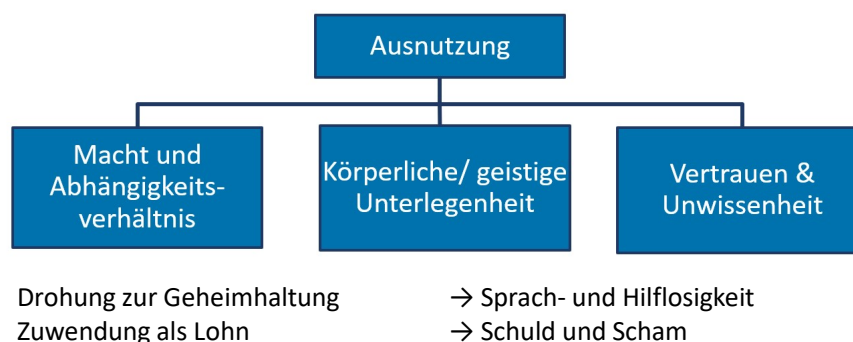 Ausnutzung
Macht und
Abhängigkeits-
verhältnis
Körperliche/ geistige
Unterlegenheit
Vertrauen &
Unwissenheit
Drohung zur Geheimhaltung → Sprach- und Hilflosigkeit
Zuwendung als Lohn → Schuld und Scham